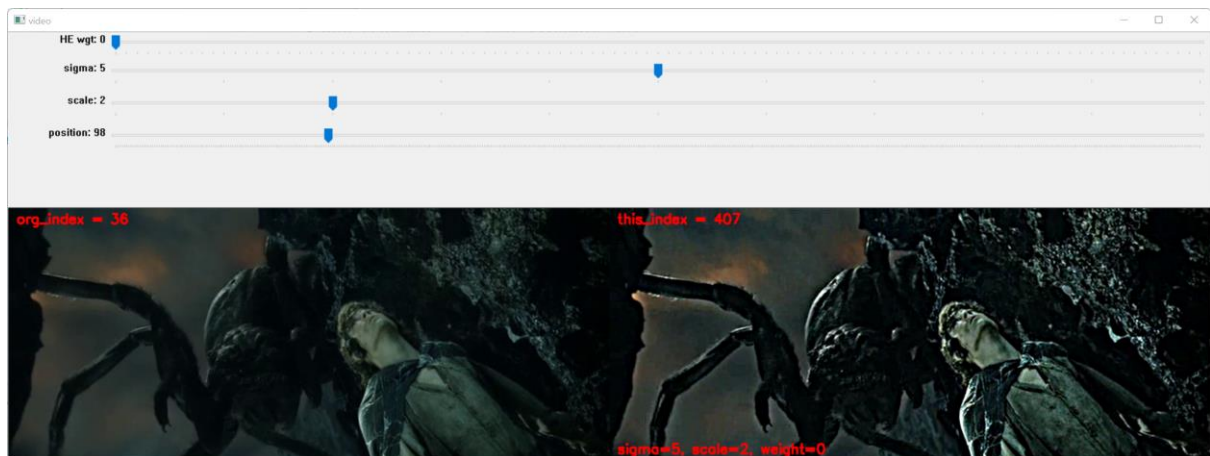 video
HE wgt: 0
sigma: 5
scale: 2
position: 98
org_index = 36
this_index = 407
sigma=5, scale=2, weight=0